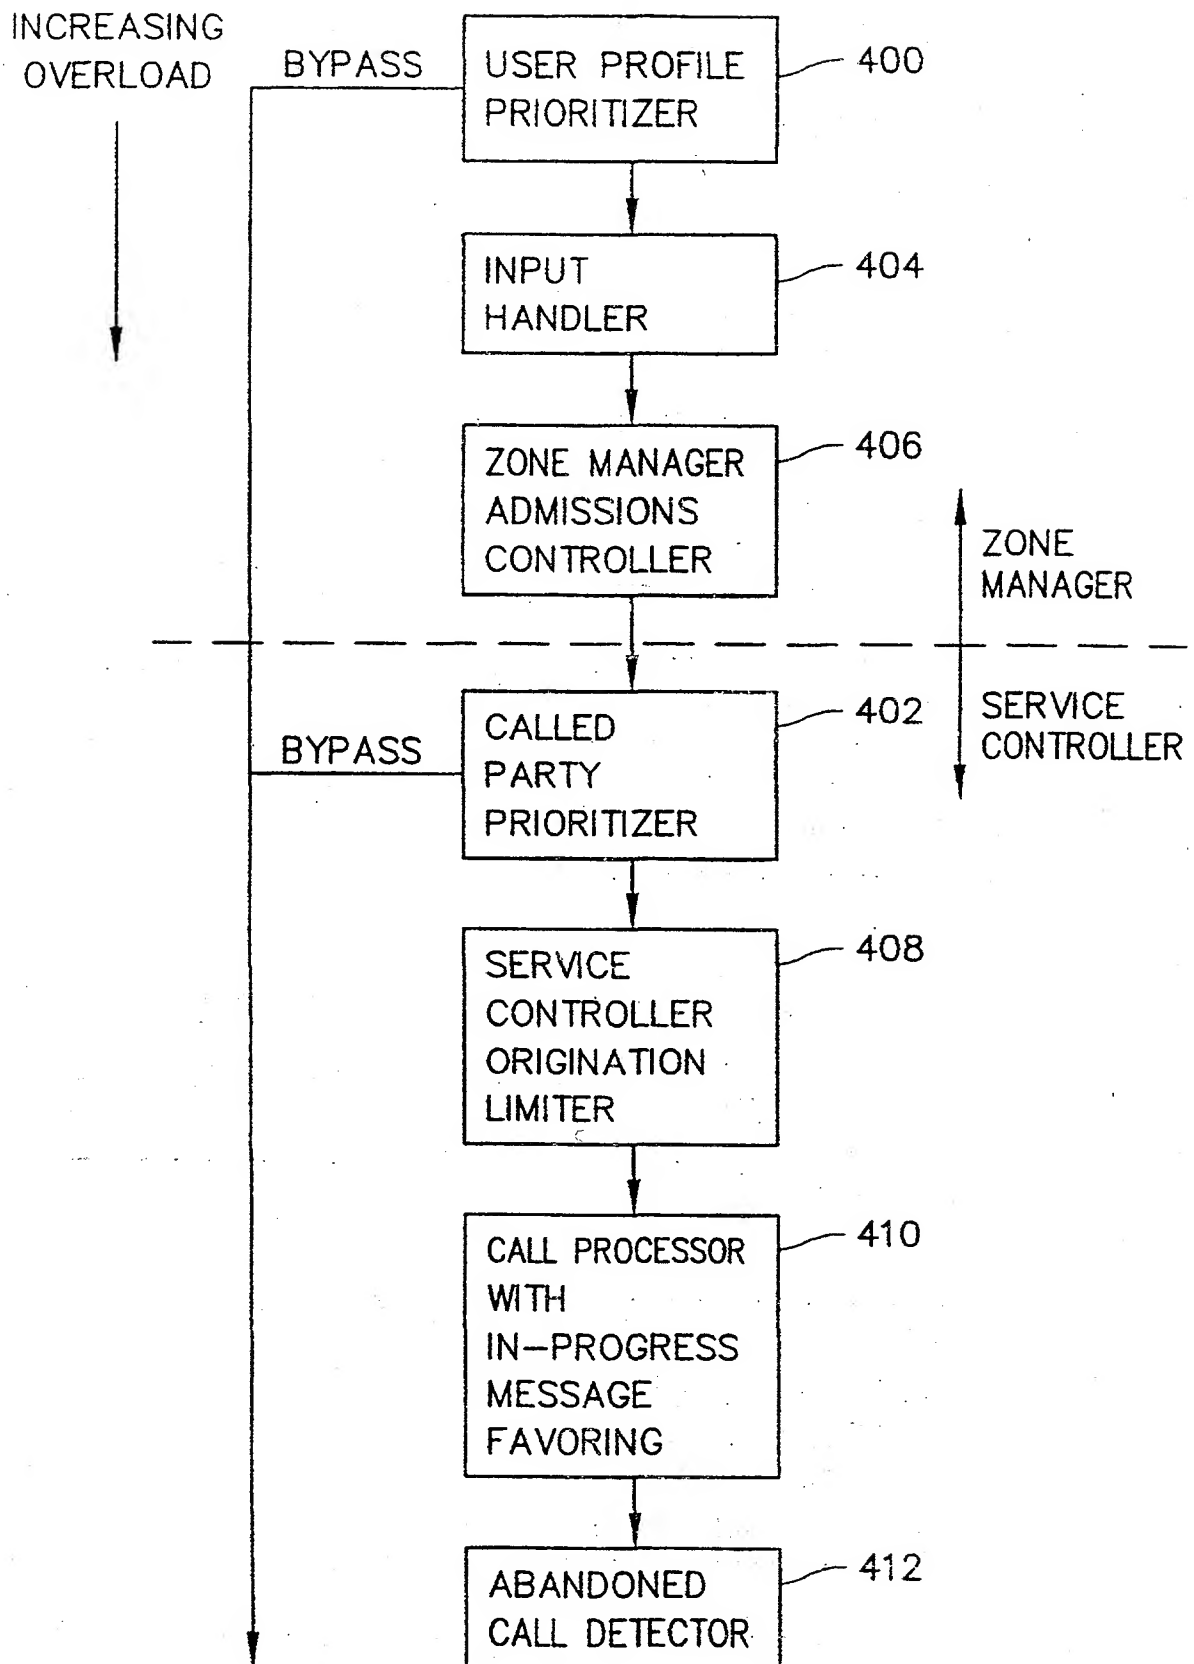 INCREASING
OVERLOAD
BYPASS
USER PROFILE
PRIORITIZER
400
INPUT
HANDLER
404
ZONE MANAGER
ADMISSIONS
CONTROLLER
406
ZONE
MANAGER
SERVICE
CONTROLLER
BYPASS
CALLED
PARTY
PRIORITIZER
402
SERVICE
CONTROLLER
ORIGINATION
LIMITER
408
CALL PROCESSOR
WITH
IN-PROGRESS
MESSAGE
FAVORING
410
ABANDONED
CALL DETECTOR
412